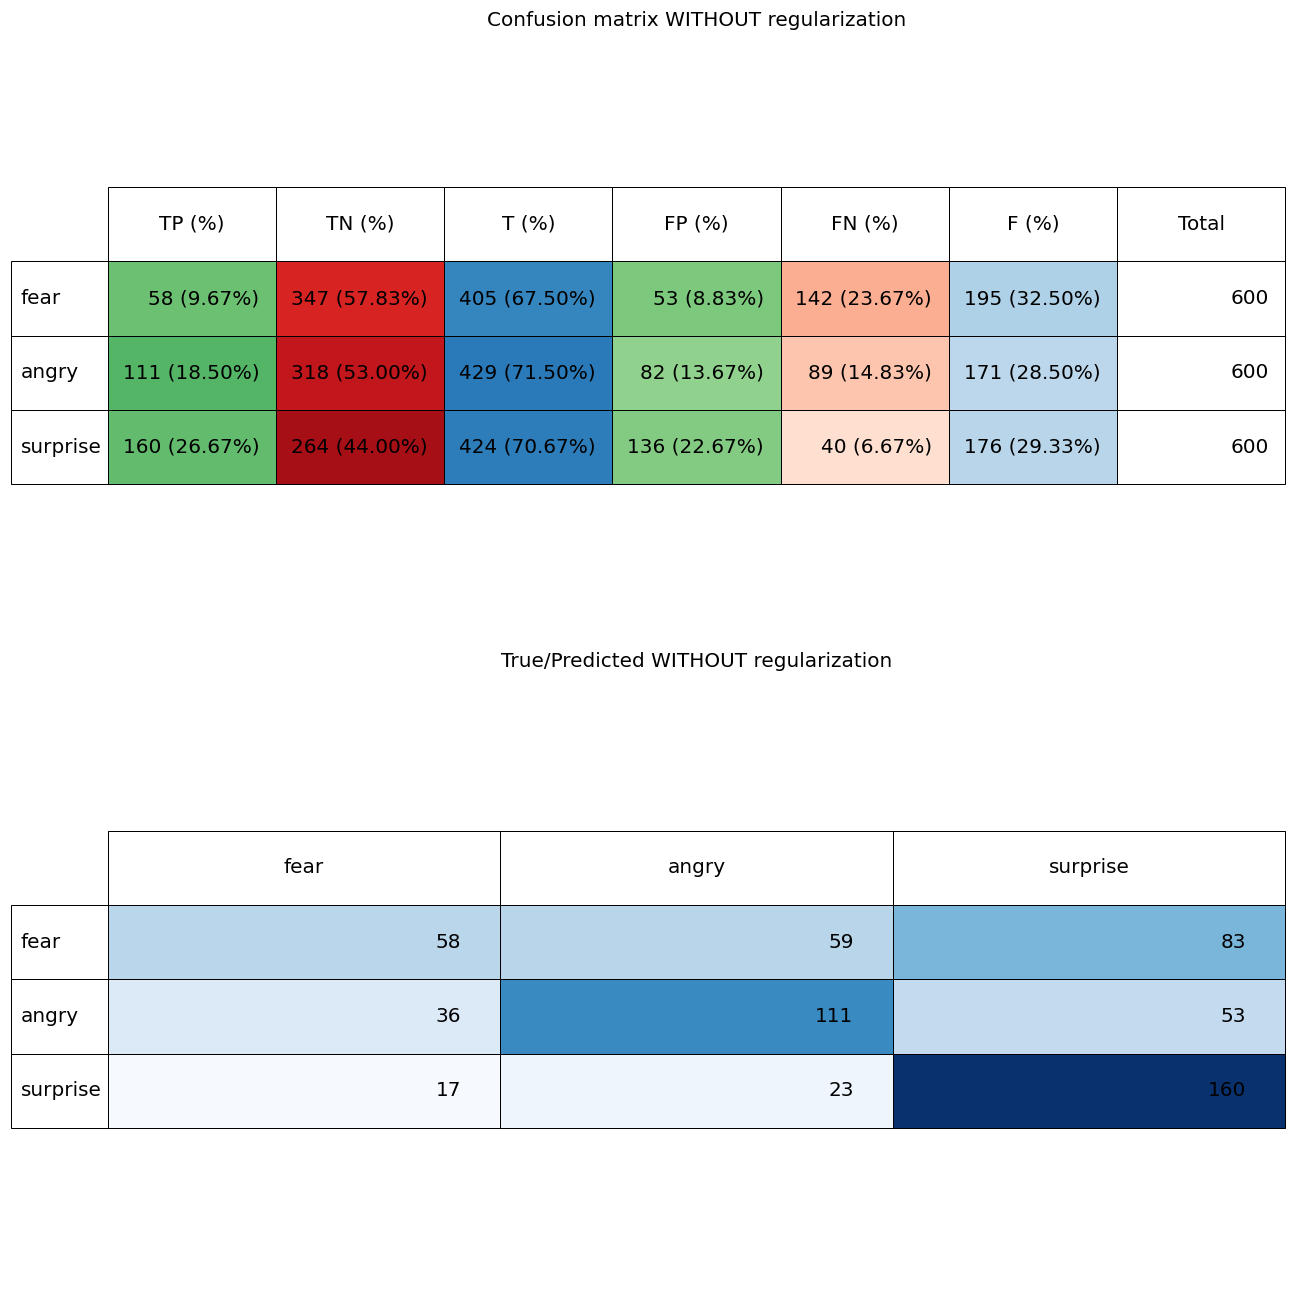 Confusion matrix WITHOUT regularization
TP (%) TN (%) T (%) FP (%) FN (%) F (%) Total
fear 58 (9.67%) 347 (57.83%) 405 (67.50%) 53 (8.83%) 142 (23.67%) 195 (32.50%) 600
angry 111 (18.50%) 318 (53.00%) 429 (71.50%) 82 (13.67%) 89 (14.83%) 171 (28.50%) 600
surprise 160 (26.67%) 264 (44.00%) 424 (70.67%) 136 (22.67%) 40 (6.67%) 176 (29.33%) 600
True/Predicted WITHOUT regularization
fear angry surprise
fear 58 59 83
angry 36 111 53
surprise 17 23 160